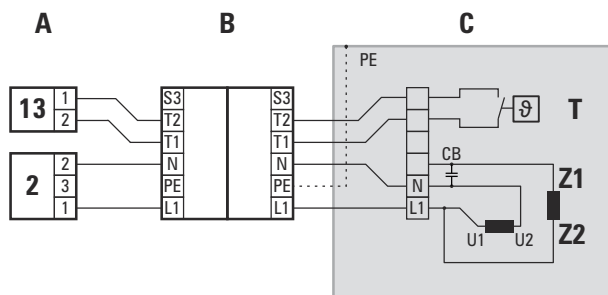 A B C
PE
13 1 S3 S3
2 T2 T2 ϑ T
T1 T1
2 2 N N CB
3 PE PE N Z1
1 L1 L1 L1
U1 U2 Z2